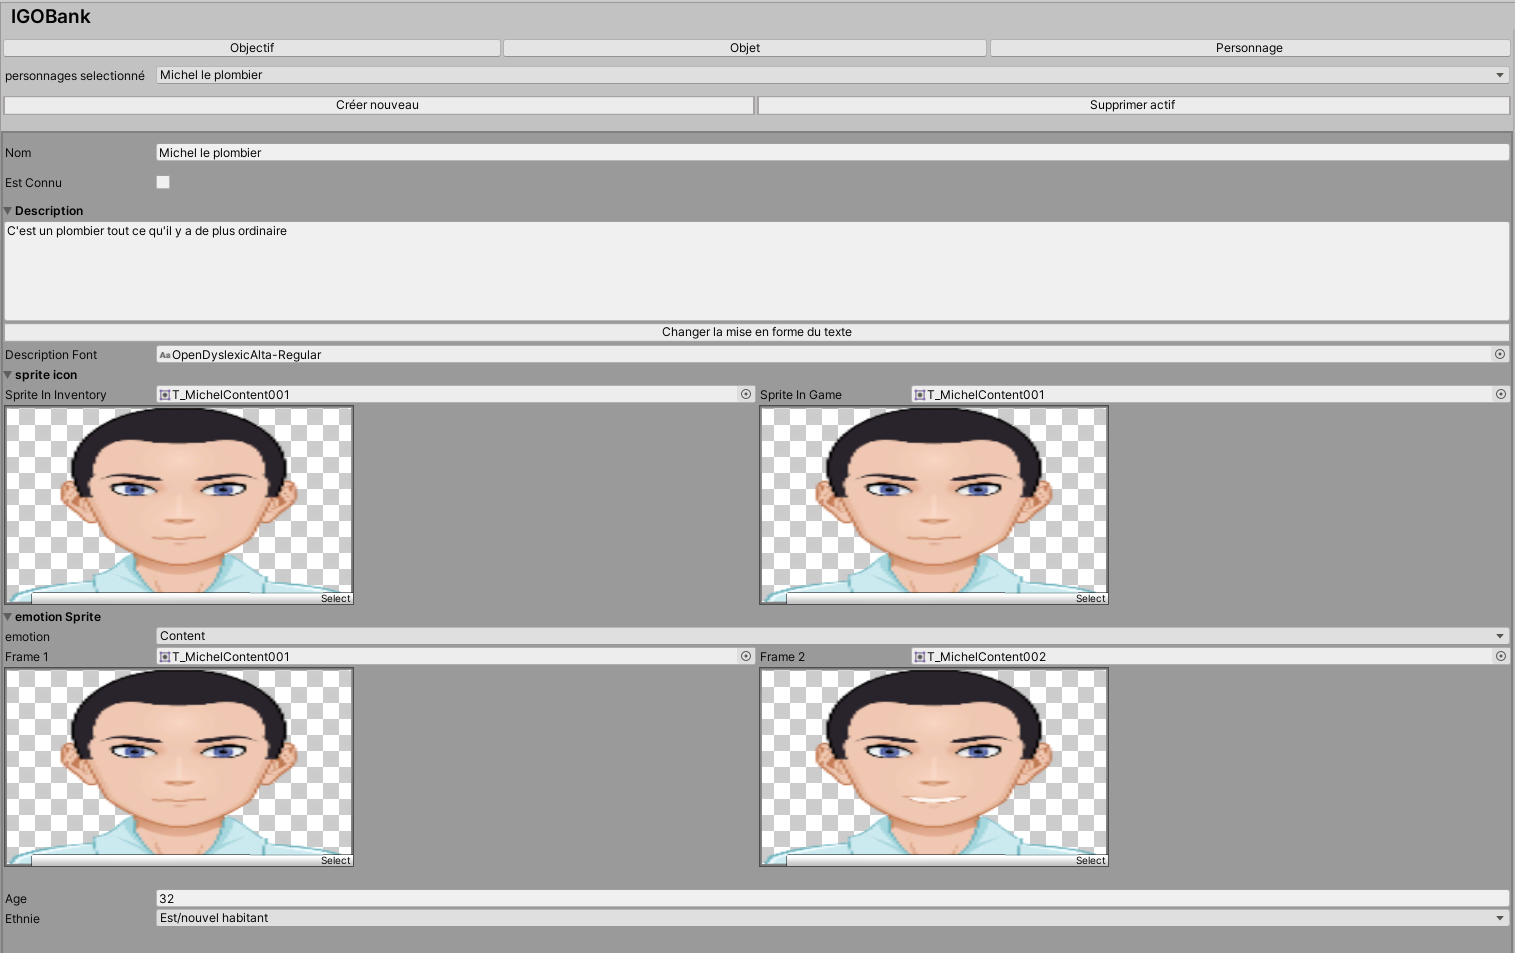 IGOBank
Objectif Objet Personnage
personnages selectionné Michel le plombier
Créer nouveau Supprimer actif
Nom Michel le plombier
Est Connu
Description
C'est un plombier tout ce qu'il y a de plus ordinaire
Changer la mise en forme du texte
Description Font Aa OpenDyslexicAlta-Regular
sprite icon
Sprite In Inventory T_MichelContent001 Sprite In Game T_MichelContent001
Select Select
emotion Sprite
emotion Content
Frame 1 T_MichelContent001 Frame 2 T_MichelContent002
Select Select
Age 32
Ethnie Est/nouvel habitant